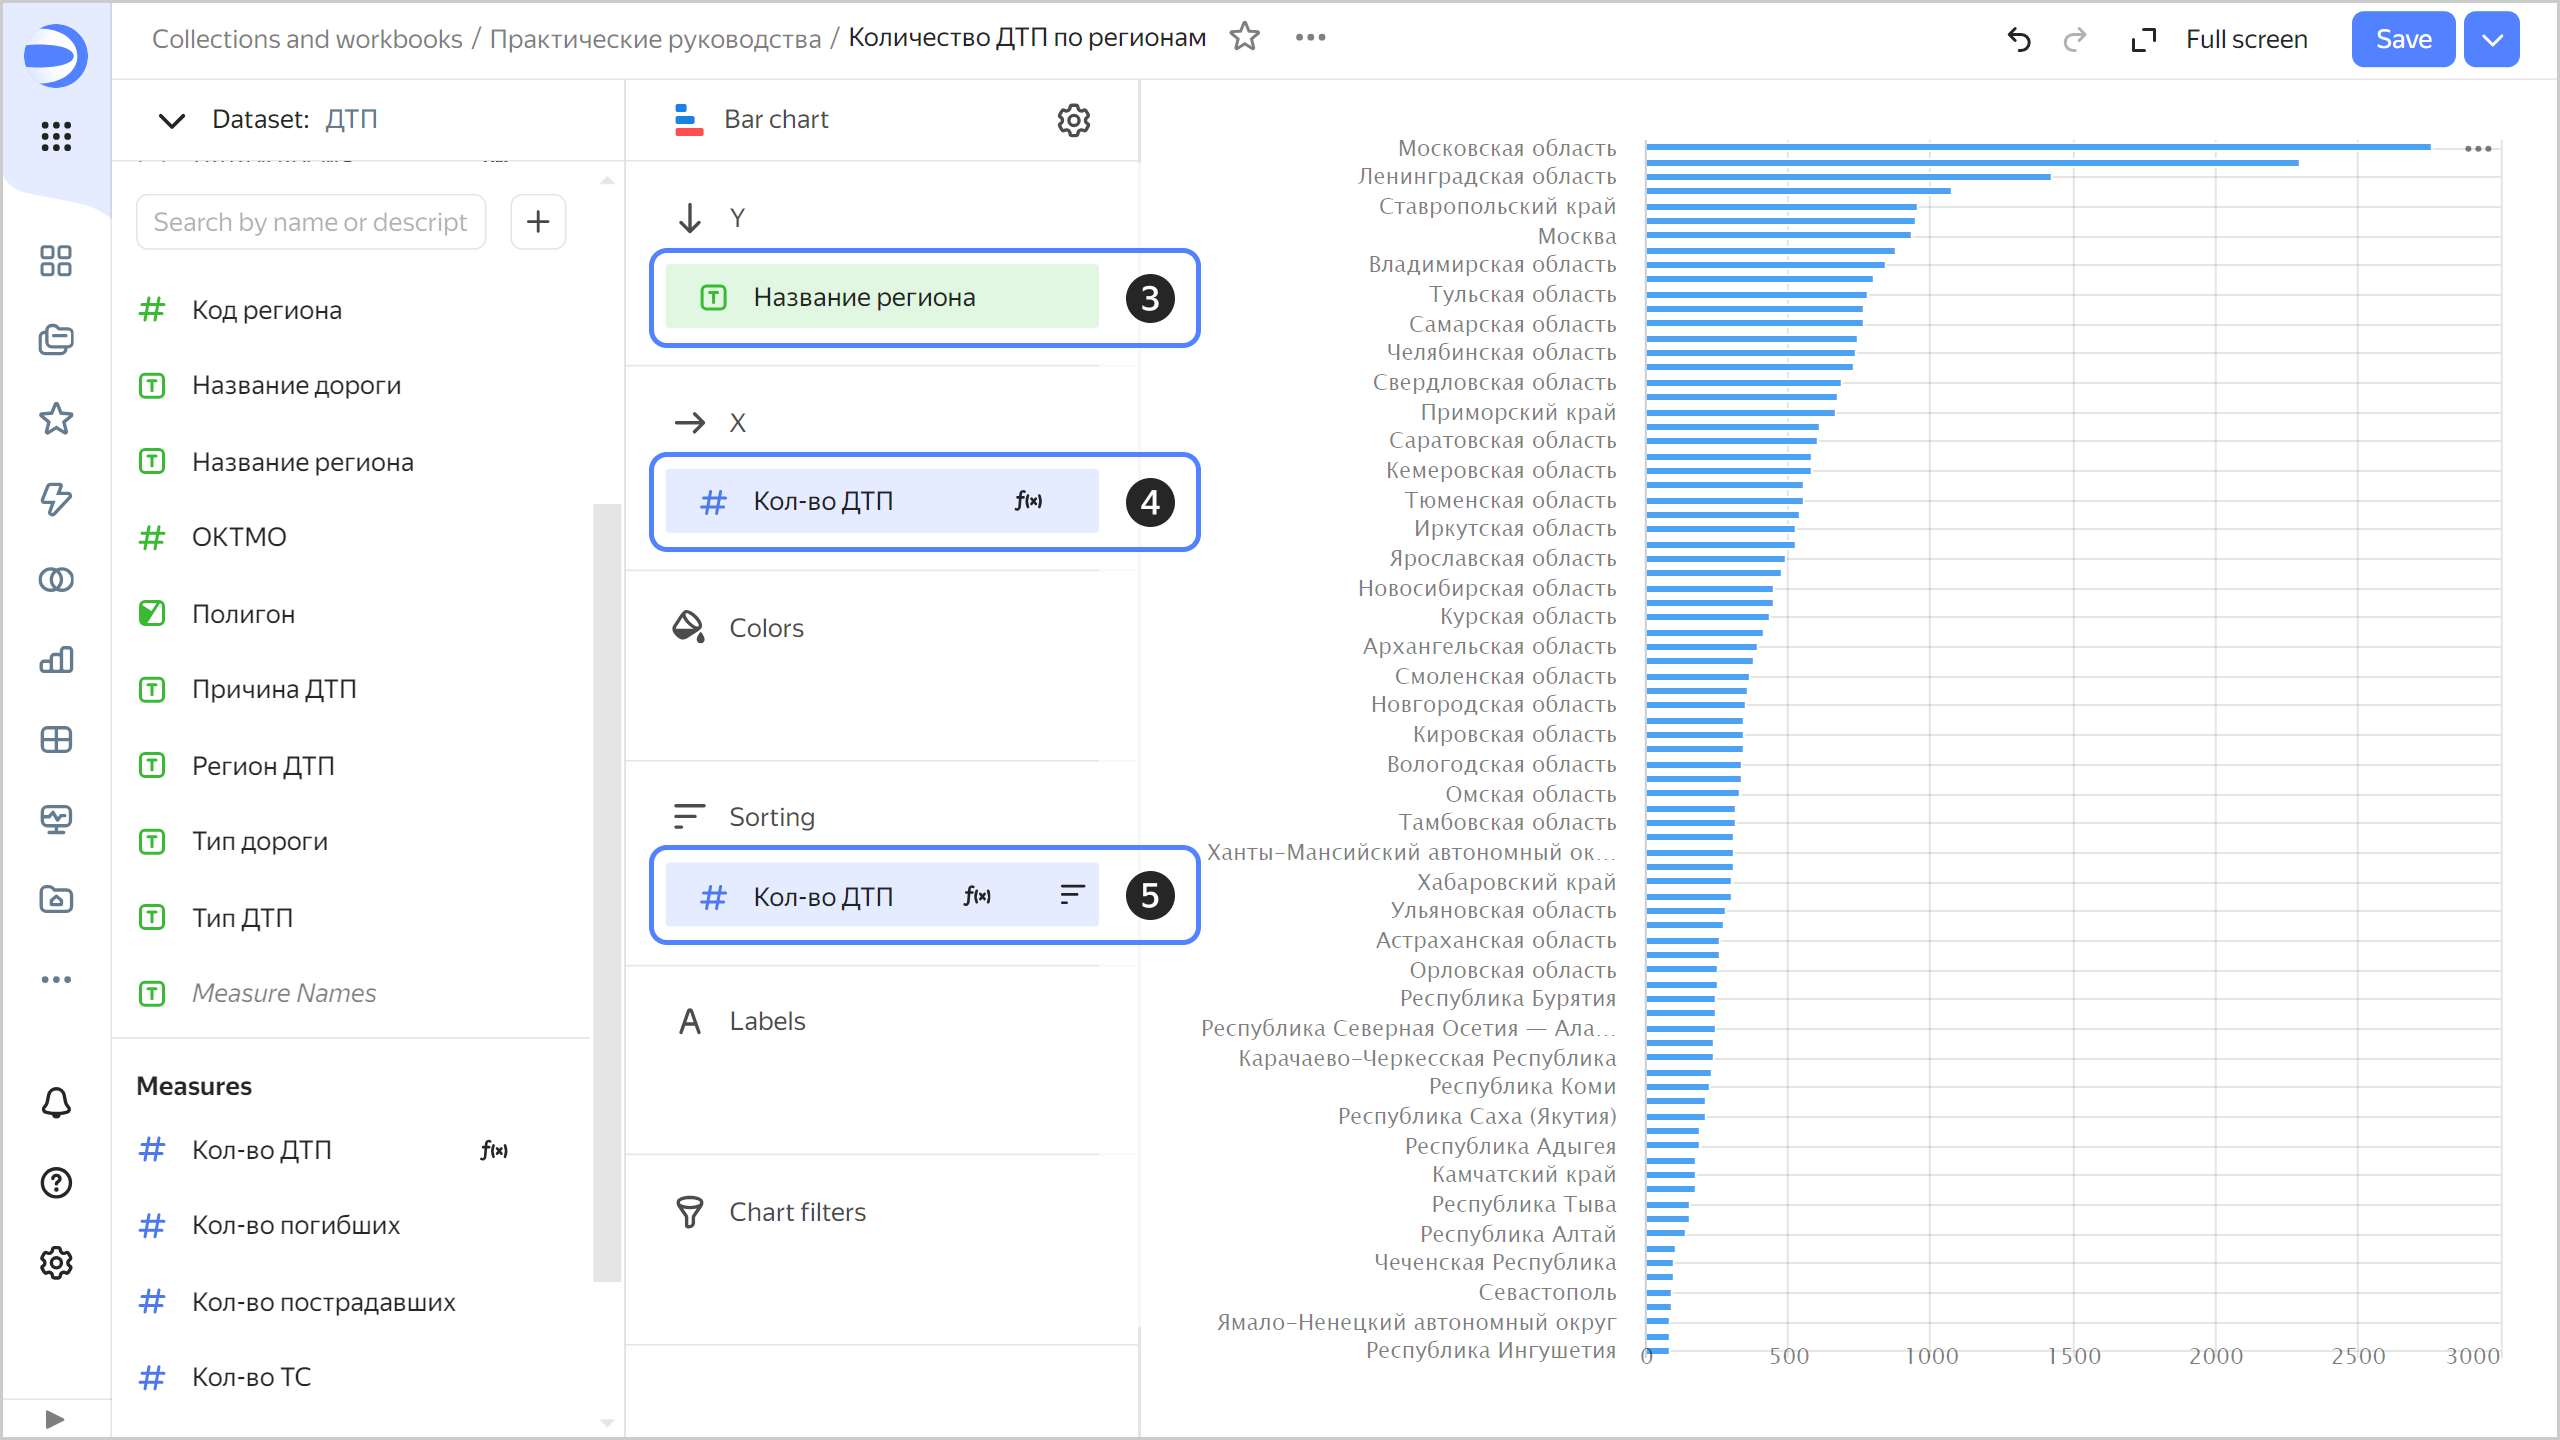 Collections and workbooks / Практические руководства / Количество ДТП по регионам
Full screen
Save
Dataset: ДТП
Search by name or descript
Код региона
Название дороги
Название региона
ОКТМО
Полигон
Причина ДТП
Регион ДТП
Тип дороги
Тип ДТП
Measure Names
Measures
Кол-во ДТП f(x)
Кол-во погибших
Кол-во пострадавших
Кол-во ТС
Bar chart
Y
Название региона
3
X
Кол-во ДТП f(x)
4
Colors
Sorting
Кол-во ДТП f(x)
5
Labels
Chart filters
Московская область
Ленинградская область
Ставропольский край
Москва
Владимирская область
Тульская область
Самарская область
Челябинская область
Свердловская область
Приморский край
Саратовская область
Кемеровская область
Тюменская область
Иркутская область
Ярославская область
Новосибирская область
Курская область
Архангельская область
Смоленская область
Новгородская область
Кировская область
Вологодская область
Омская область
Тамбовская область
Ханты-Мансийский автономный ок...
Хабаровский край
Ульяновская область
Астраханская область
Орловская область
Республика Бурятия
Республика Северная Осетия — Ала...
Карачаево-Черкесская Республика
Республика Коми
Республика Саха (Якутия)
Республика Адыгея
Камчатский край
Республика Тыва
Республика Алтай
Чеченская Республика
Севастополь
Ямало-Ненецкий автономный округ
Республика Ингушетия
0 500 1000 1500 2000 2500 3000